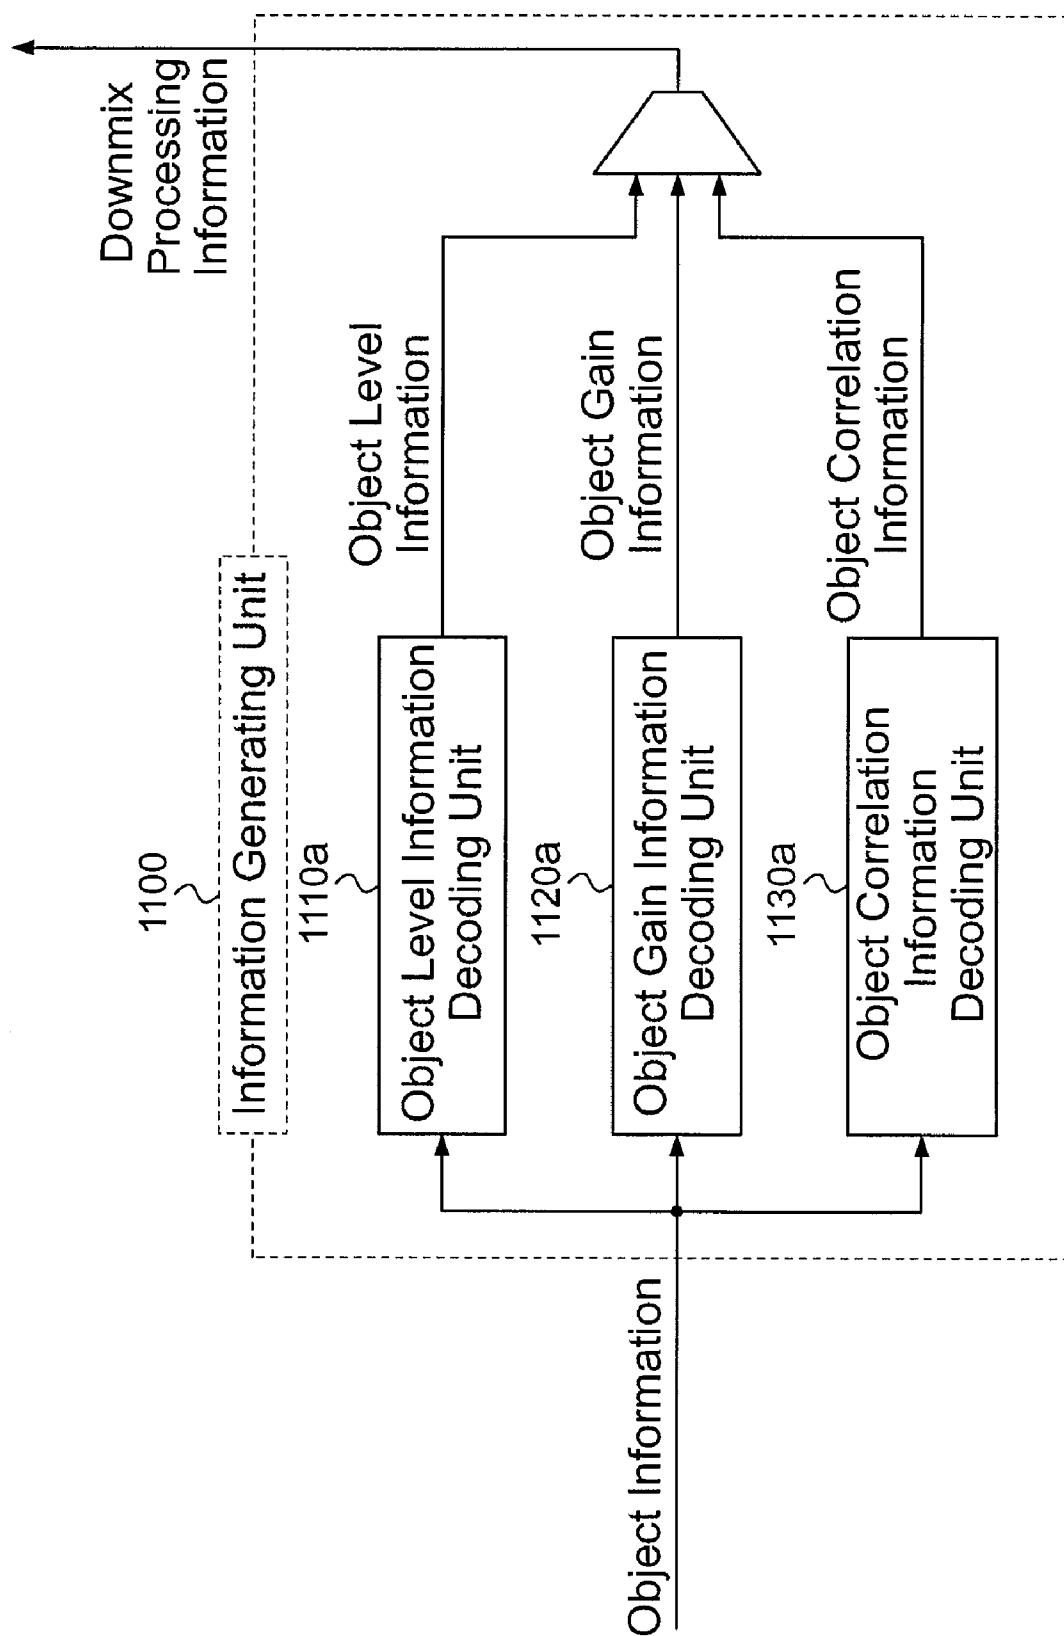 Downmix
Processing
Information
1100
Information Generating Unit
1110a
Object Level Information
Decoding Unit
Object Level
Information
1120a
Object Gain Information
Decoding Unit
Object Gain
Information
Object Information
1130a
Object Correlation
Information
Decoding Unit
Object Correlation
Information